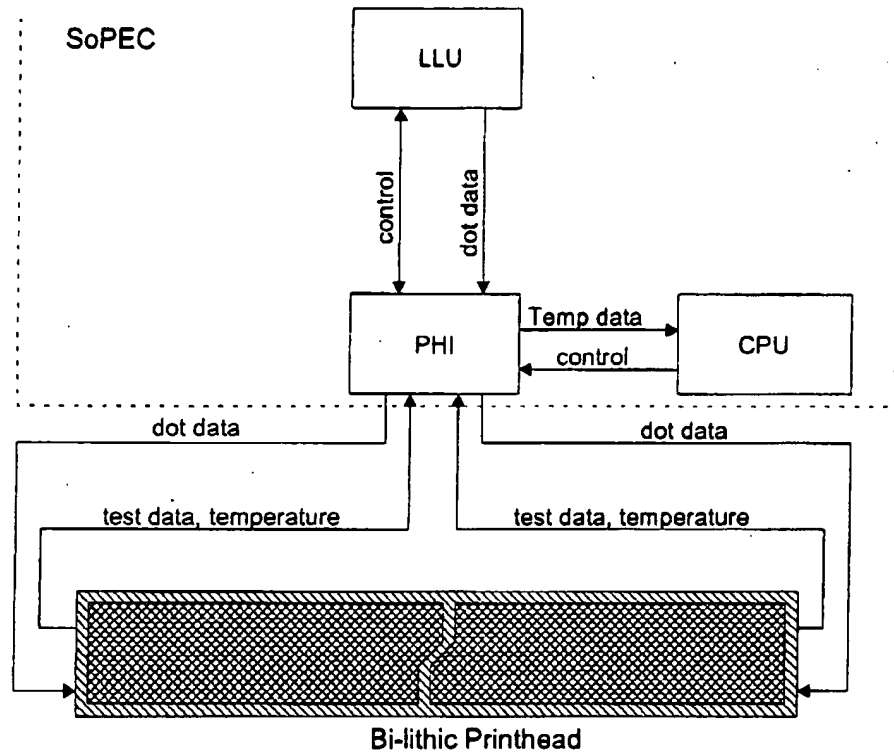 SoPEC
LLU
control
dot data
PHI
Temp data
control
CPU
dot data
dot data
test data, temperature
test data, temperature
Bi-lithic Printhead